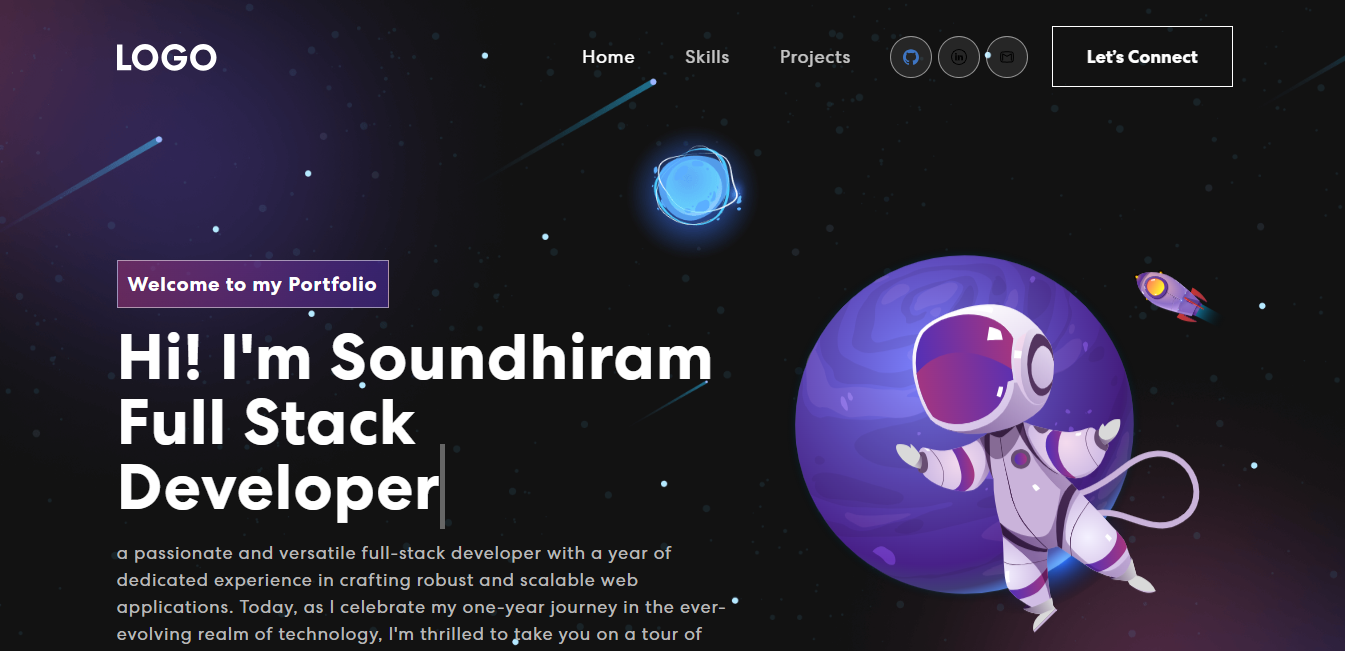 LOGO
Home
Skills
Projects
in
Let's Connect
Welcome to my Portfolio
Hi! I'm Soundhiram
Full Stack
Developer
a passionate and versatile full-stack developer with a year of
dedicated experience in crafting robust and scalable web
applications. Today, as I celebrate my one-year journey in the ever-
evolving realm of technology, I'm thrilled to take you on a tour of